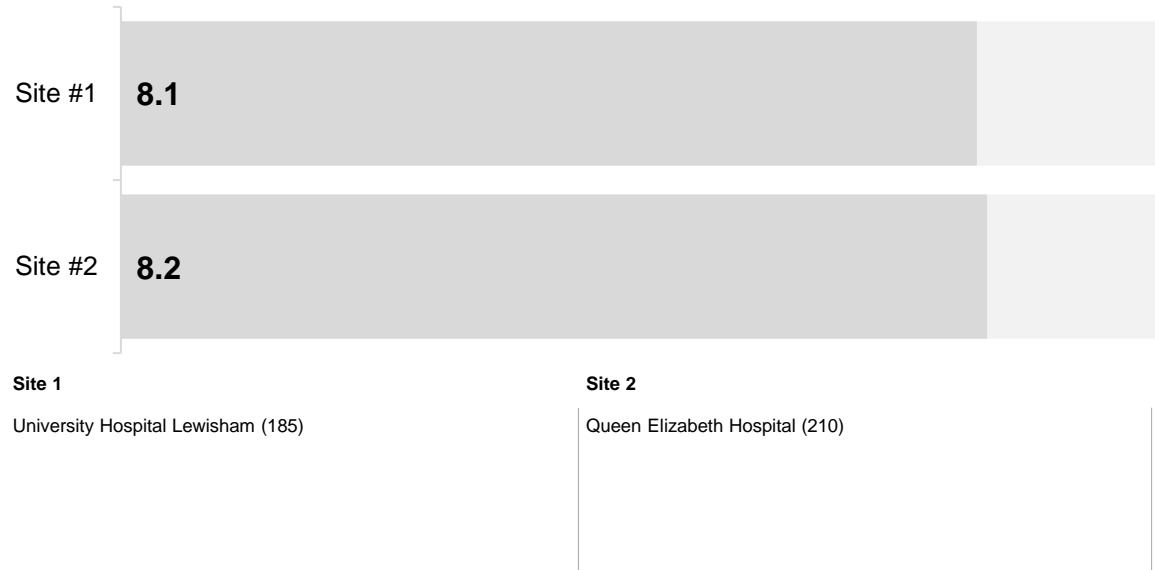 Site #1
8.1
Site #2
8.2
Site 1
University Hospital Lewisham (185)
Site 2
Queen Elizabeth Hospital (210)